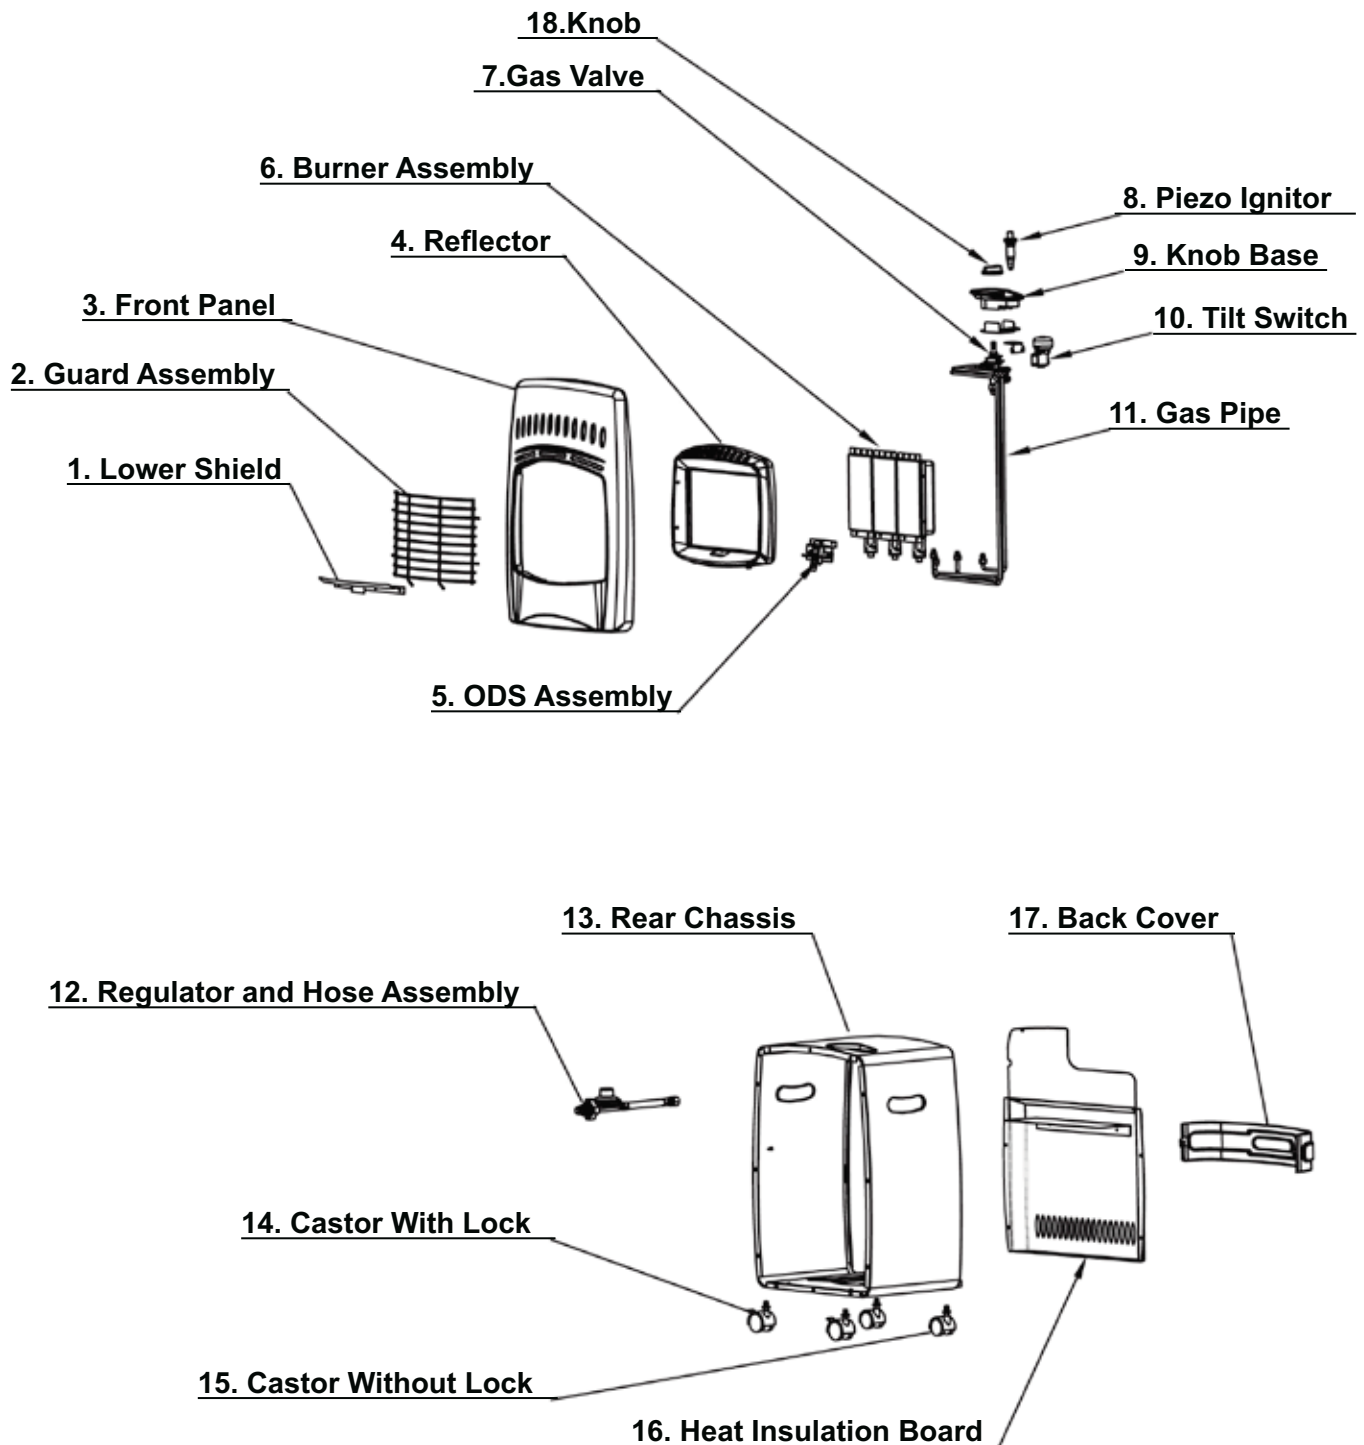 18.Knob
7.Gas Valve
6. Burner Assembly
8. Piezo Ignitor
4. Reflector
9. Knob Base
3. Front Panel
10. Tilt Switch
2. Guard Assembly
11. Gas Pipe
1. Lower Shield
5. ODS Assembly
13. Rear Chassis
17. Back Cover
12. Regulator and Hose Assembly
14. Castor With Lock
15. Castor Without Lock
16. Heat Insulation Board